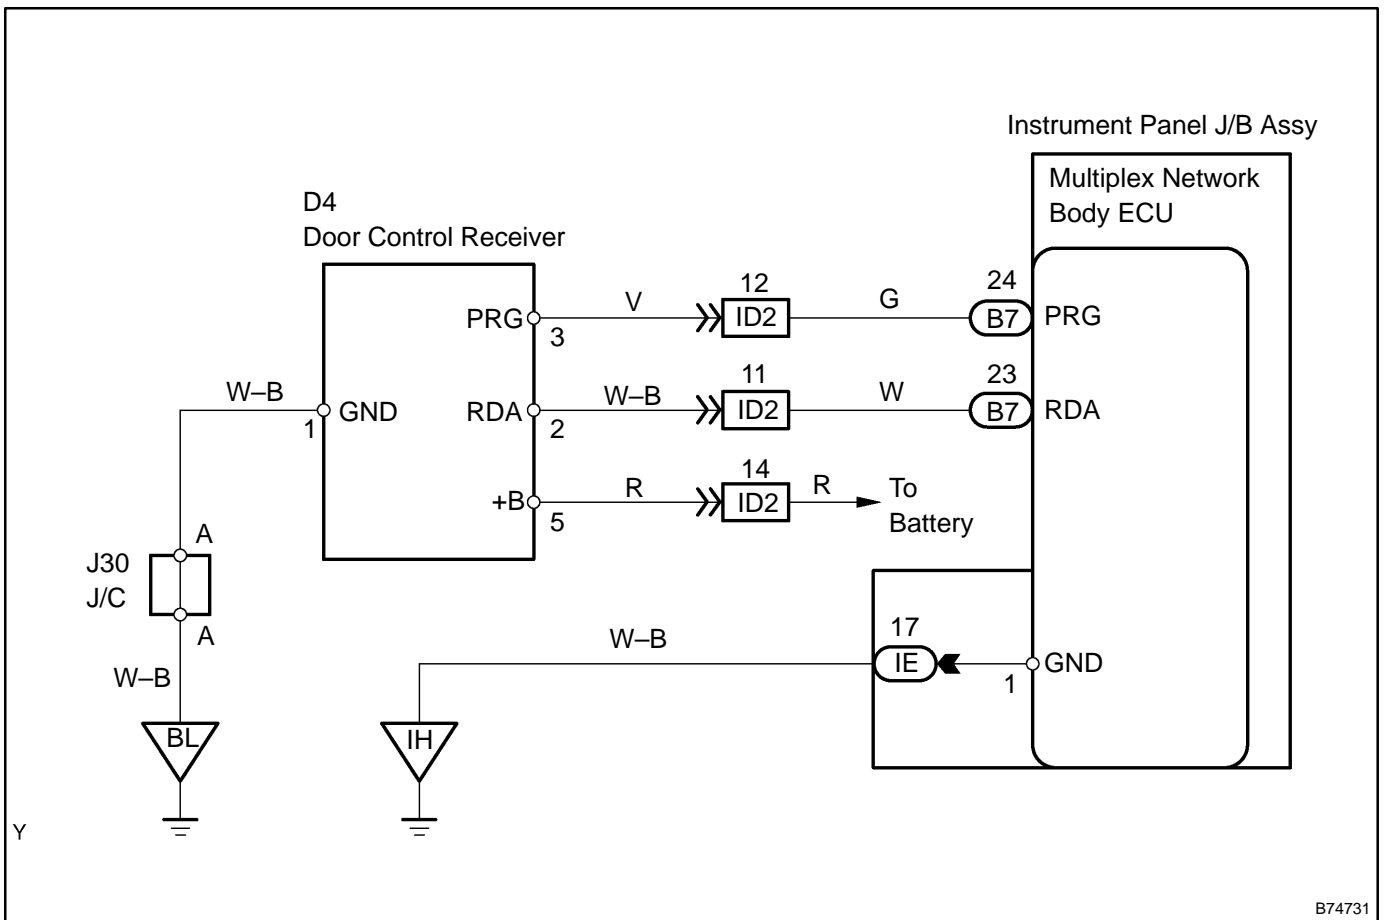 Instrument Panel J/B Assy
Multiplex Network
Body ECU
D4
Door Control Receiver
PRG
3
V
12
ID2
G
24
B7
PRG
W–B
1
GND
RDA
2
W–B
11
ID2
W
23
B7
RDA
+B
5
R
14
ID2
R
To
Battery
A
J30
J/C
A
W–B
BL
W–B
17
IE
1
GND
IH
Y
B74731